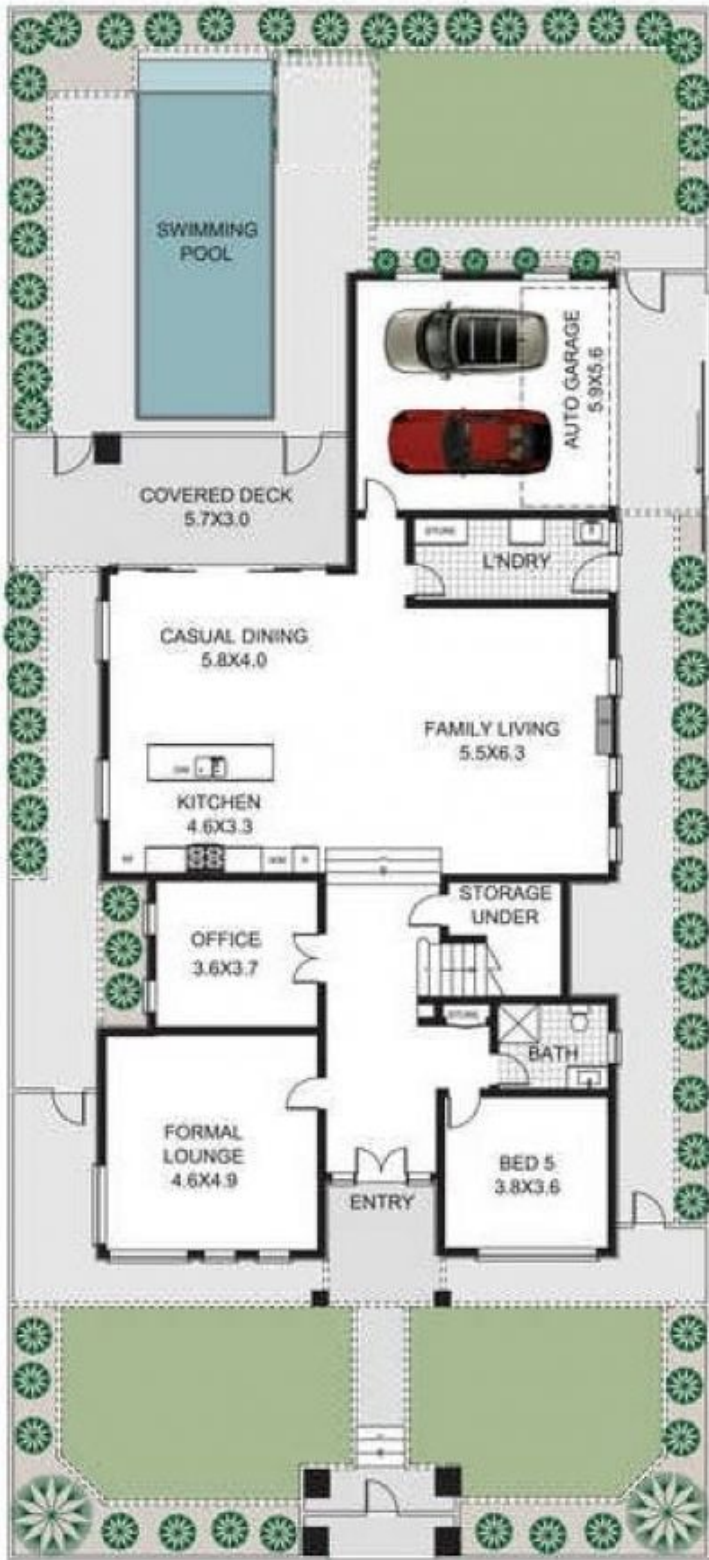 SWIMMING
POOL
AUTO GARAGE
5.9X5.6
COVERED DECK
5.7X3.0
STORE
L'NDRY
CASUAL DINING
5.8X4.0
FAMILY LIVING
5.5X6.3
KITCHEN
4.6X3.3
STORAGE
UNDER
OFFICE
3.6X3.7
STORE
BATH
FORMAL
LOUNGE
4.6X4.9
BED 5
3.8X3.6
ENTRY